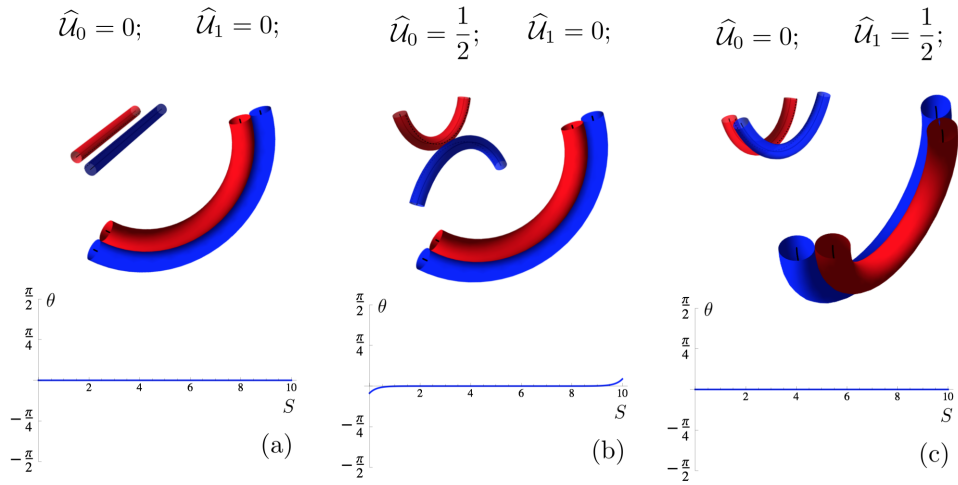 𝒰̂₀ = 0; 𝒰̂₁ = 0;
𝒰̂₀ = 1/2; 𝒰̂₁ = 0;
𝒰̂₀ = 0; 𝒰̂₁ = 1/2;
π/2 θ
π/4
2 4 6 8 10
S
−π/4
−π/2
(a)
π/2 θ
π/4
2 4 6 8 10
S
−π/4
−π/2
(b)
π/2 θ
π/4
2 4 6 8 10
S
−π/4
−π/2
(c)